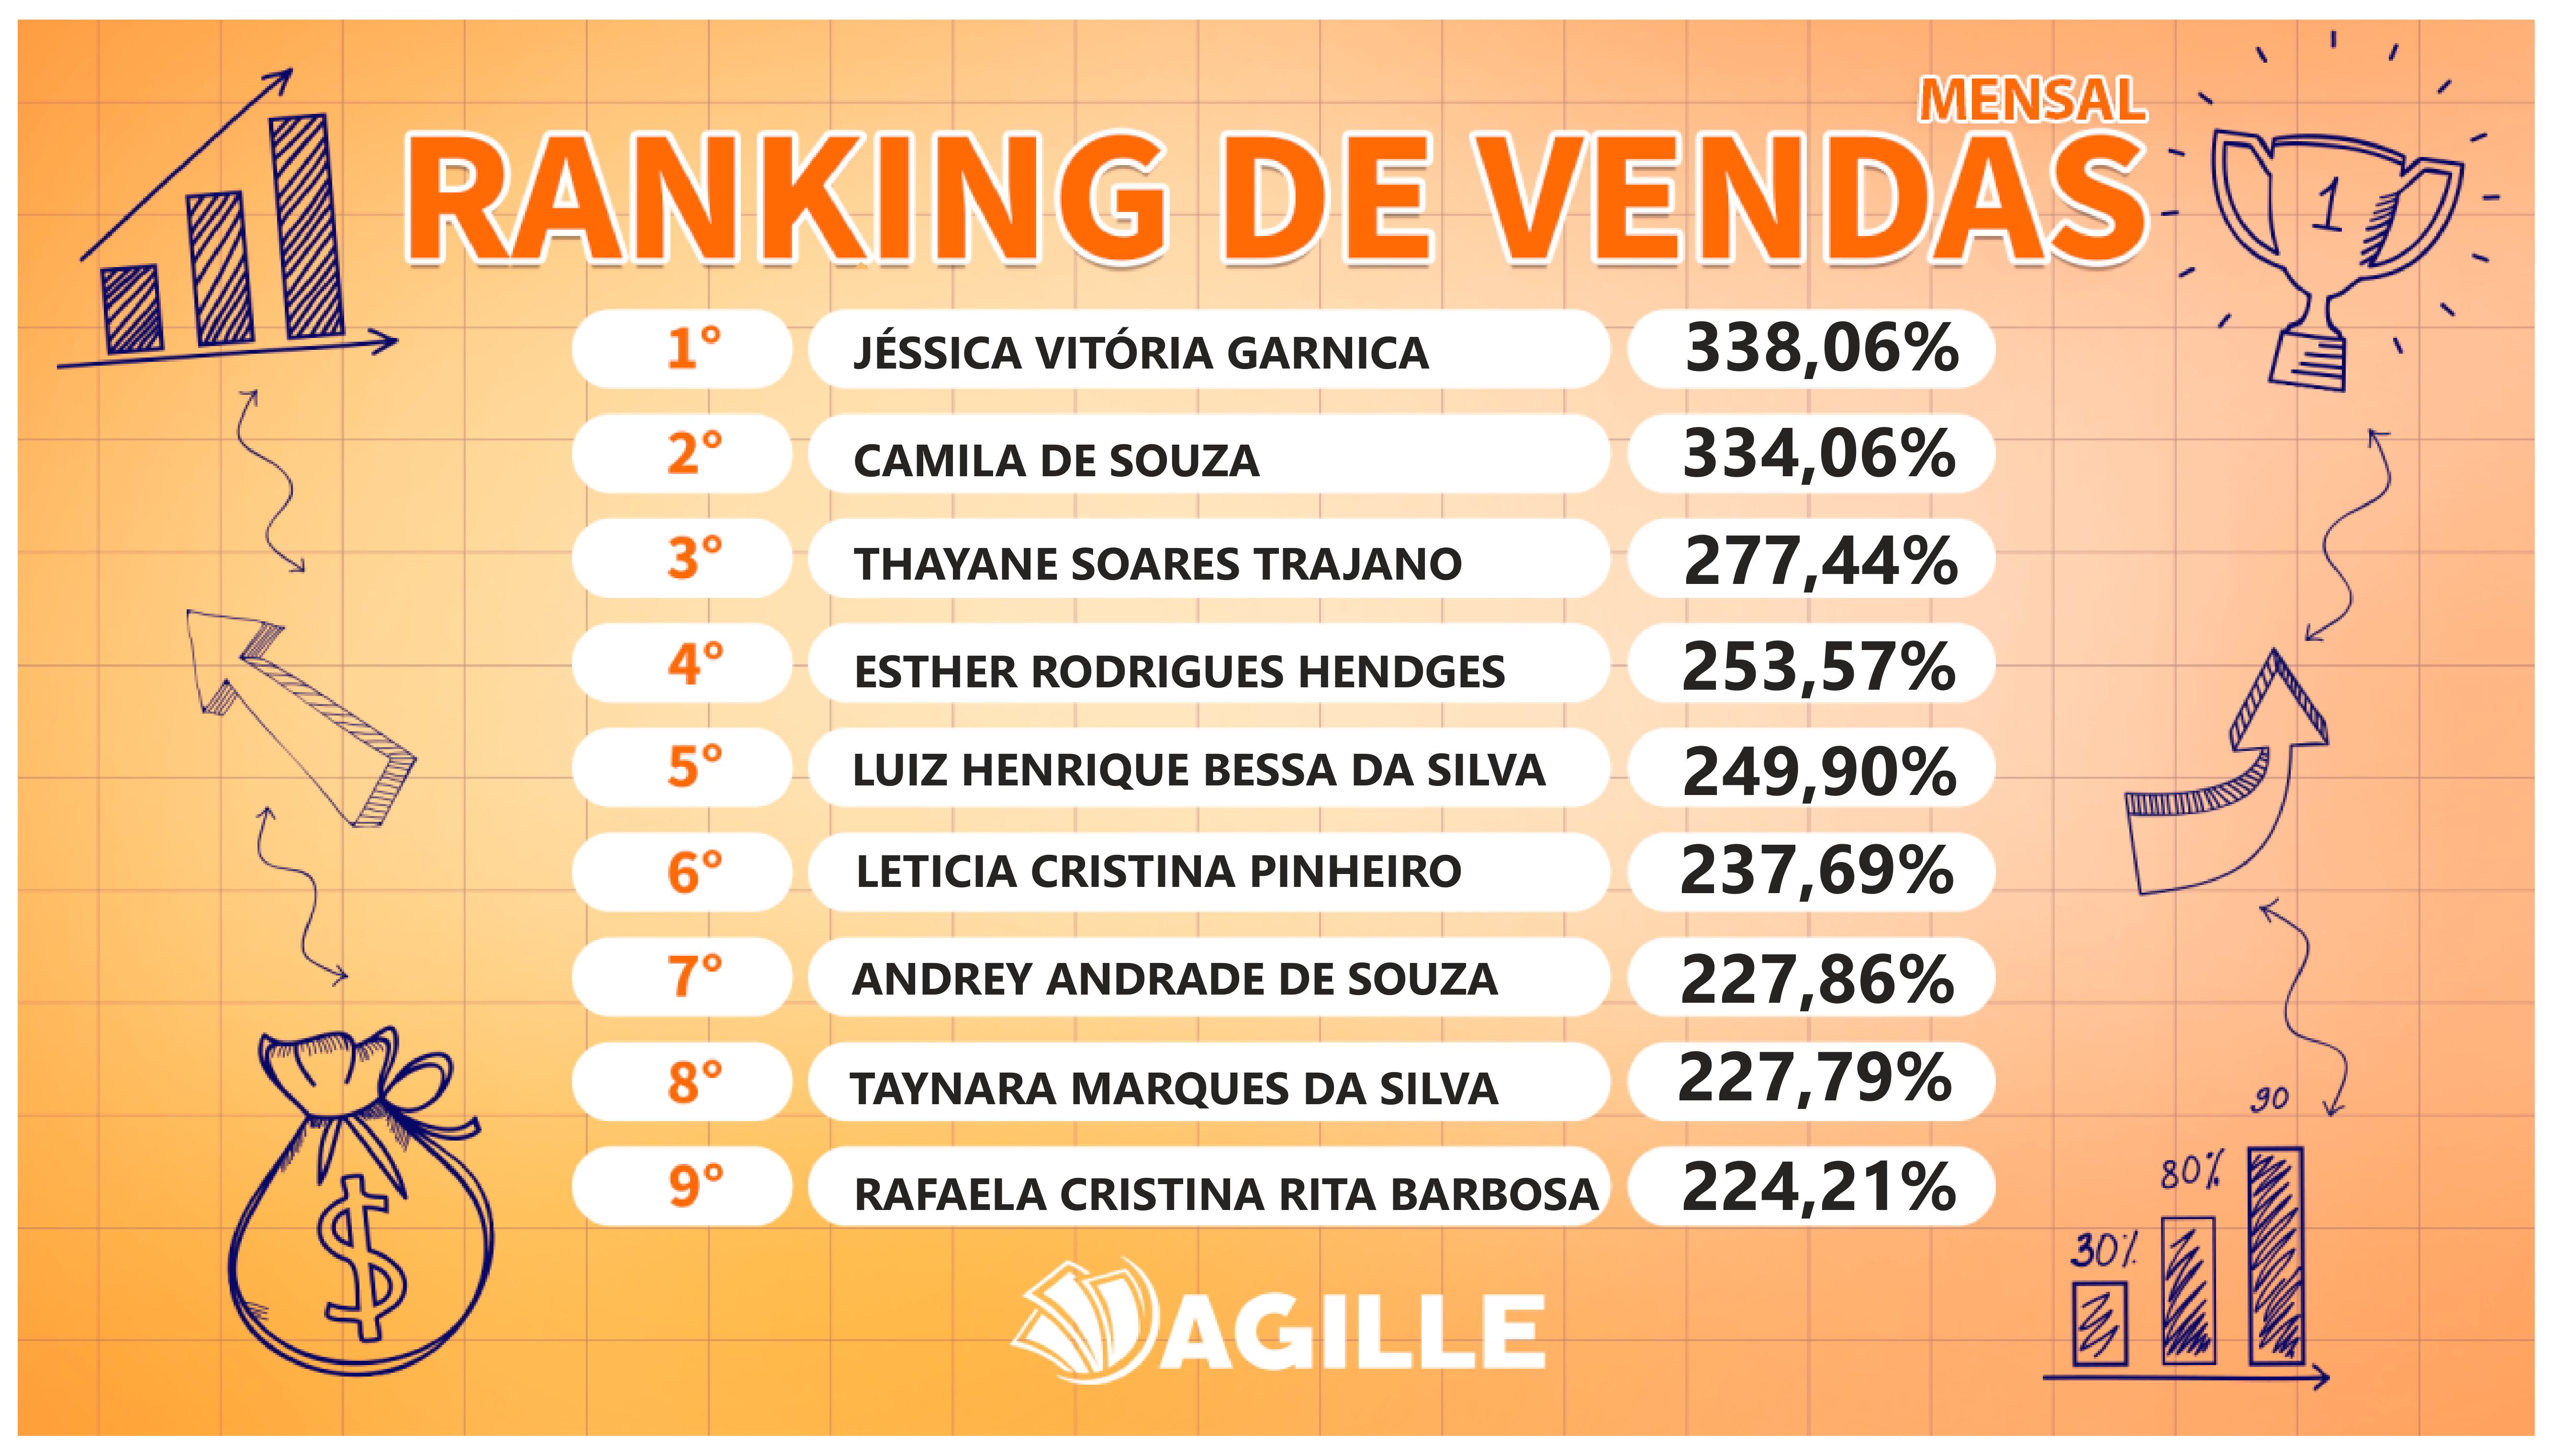 MENSAL
RANKING DE VENDAS
1
1° JÉSSICA VITÓRIA GARNICA 338,06%
2° CAMILA DE SOUZA 334,06%
3° THAYANE SOARES TRAJANO 277,44%
4° ESTHER RODRIGUES HENDGES 253,57%
5° LUIZ HENRIQUE BESSA DA SILVA 249,90%
6° LETICIA CRISTINA PINHEIRO 237,69%
7° ANDREY ANDRADE DE SOUZA 227,86%
8° TAYNARA MARQUES DA SILVA 227,79%
9° RAFAELA CRISTINA RITA BARBOSA 224,21%
$
30%
80%
90
AGILLE